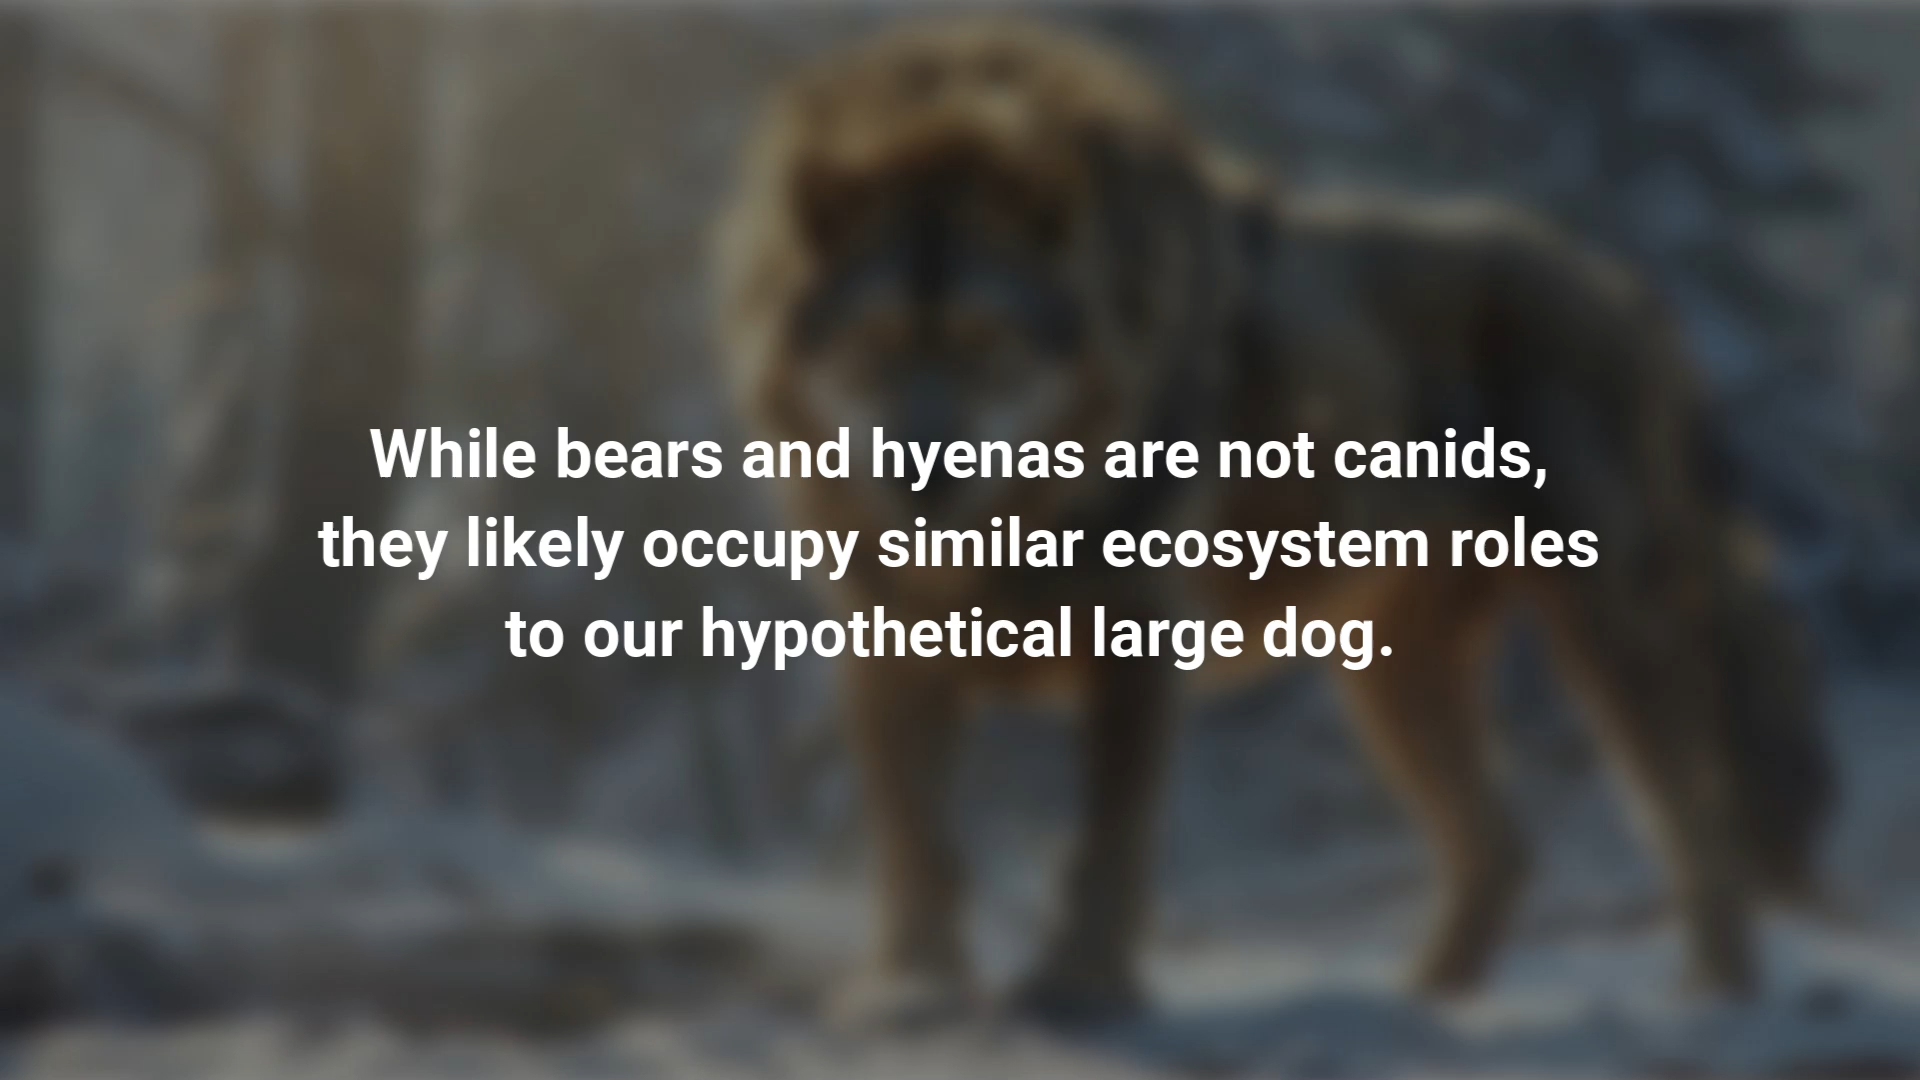 While bears and hyenas are not canids,
they likely occupy similar ecosystem roles
to our hypothetical large dog.